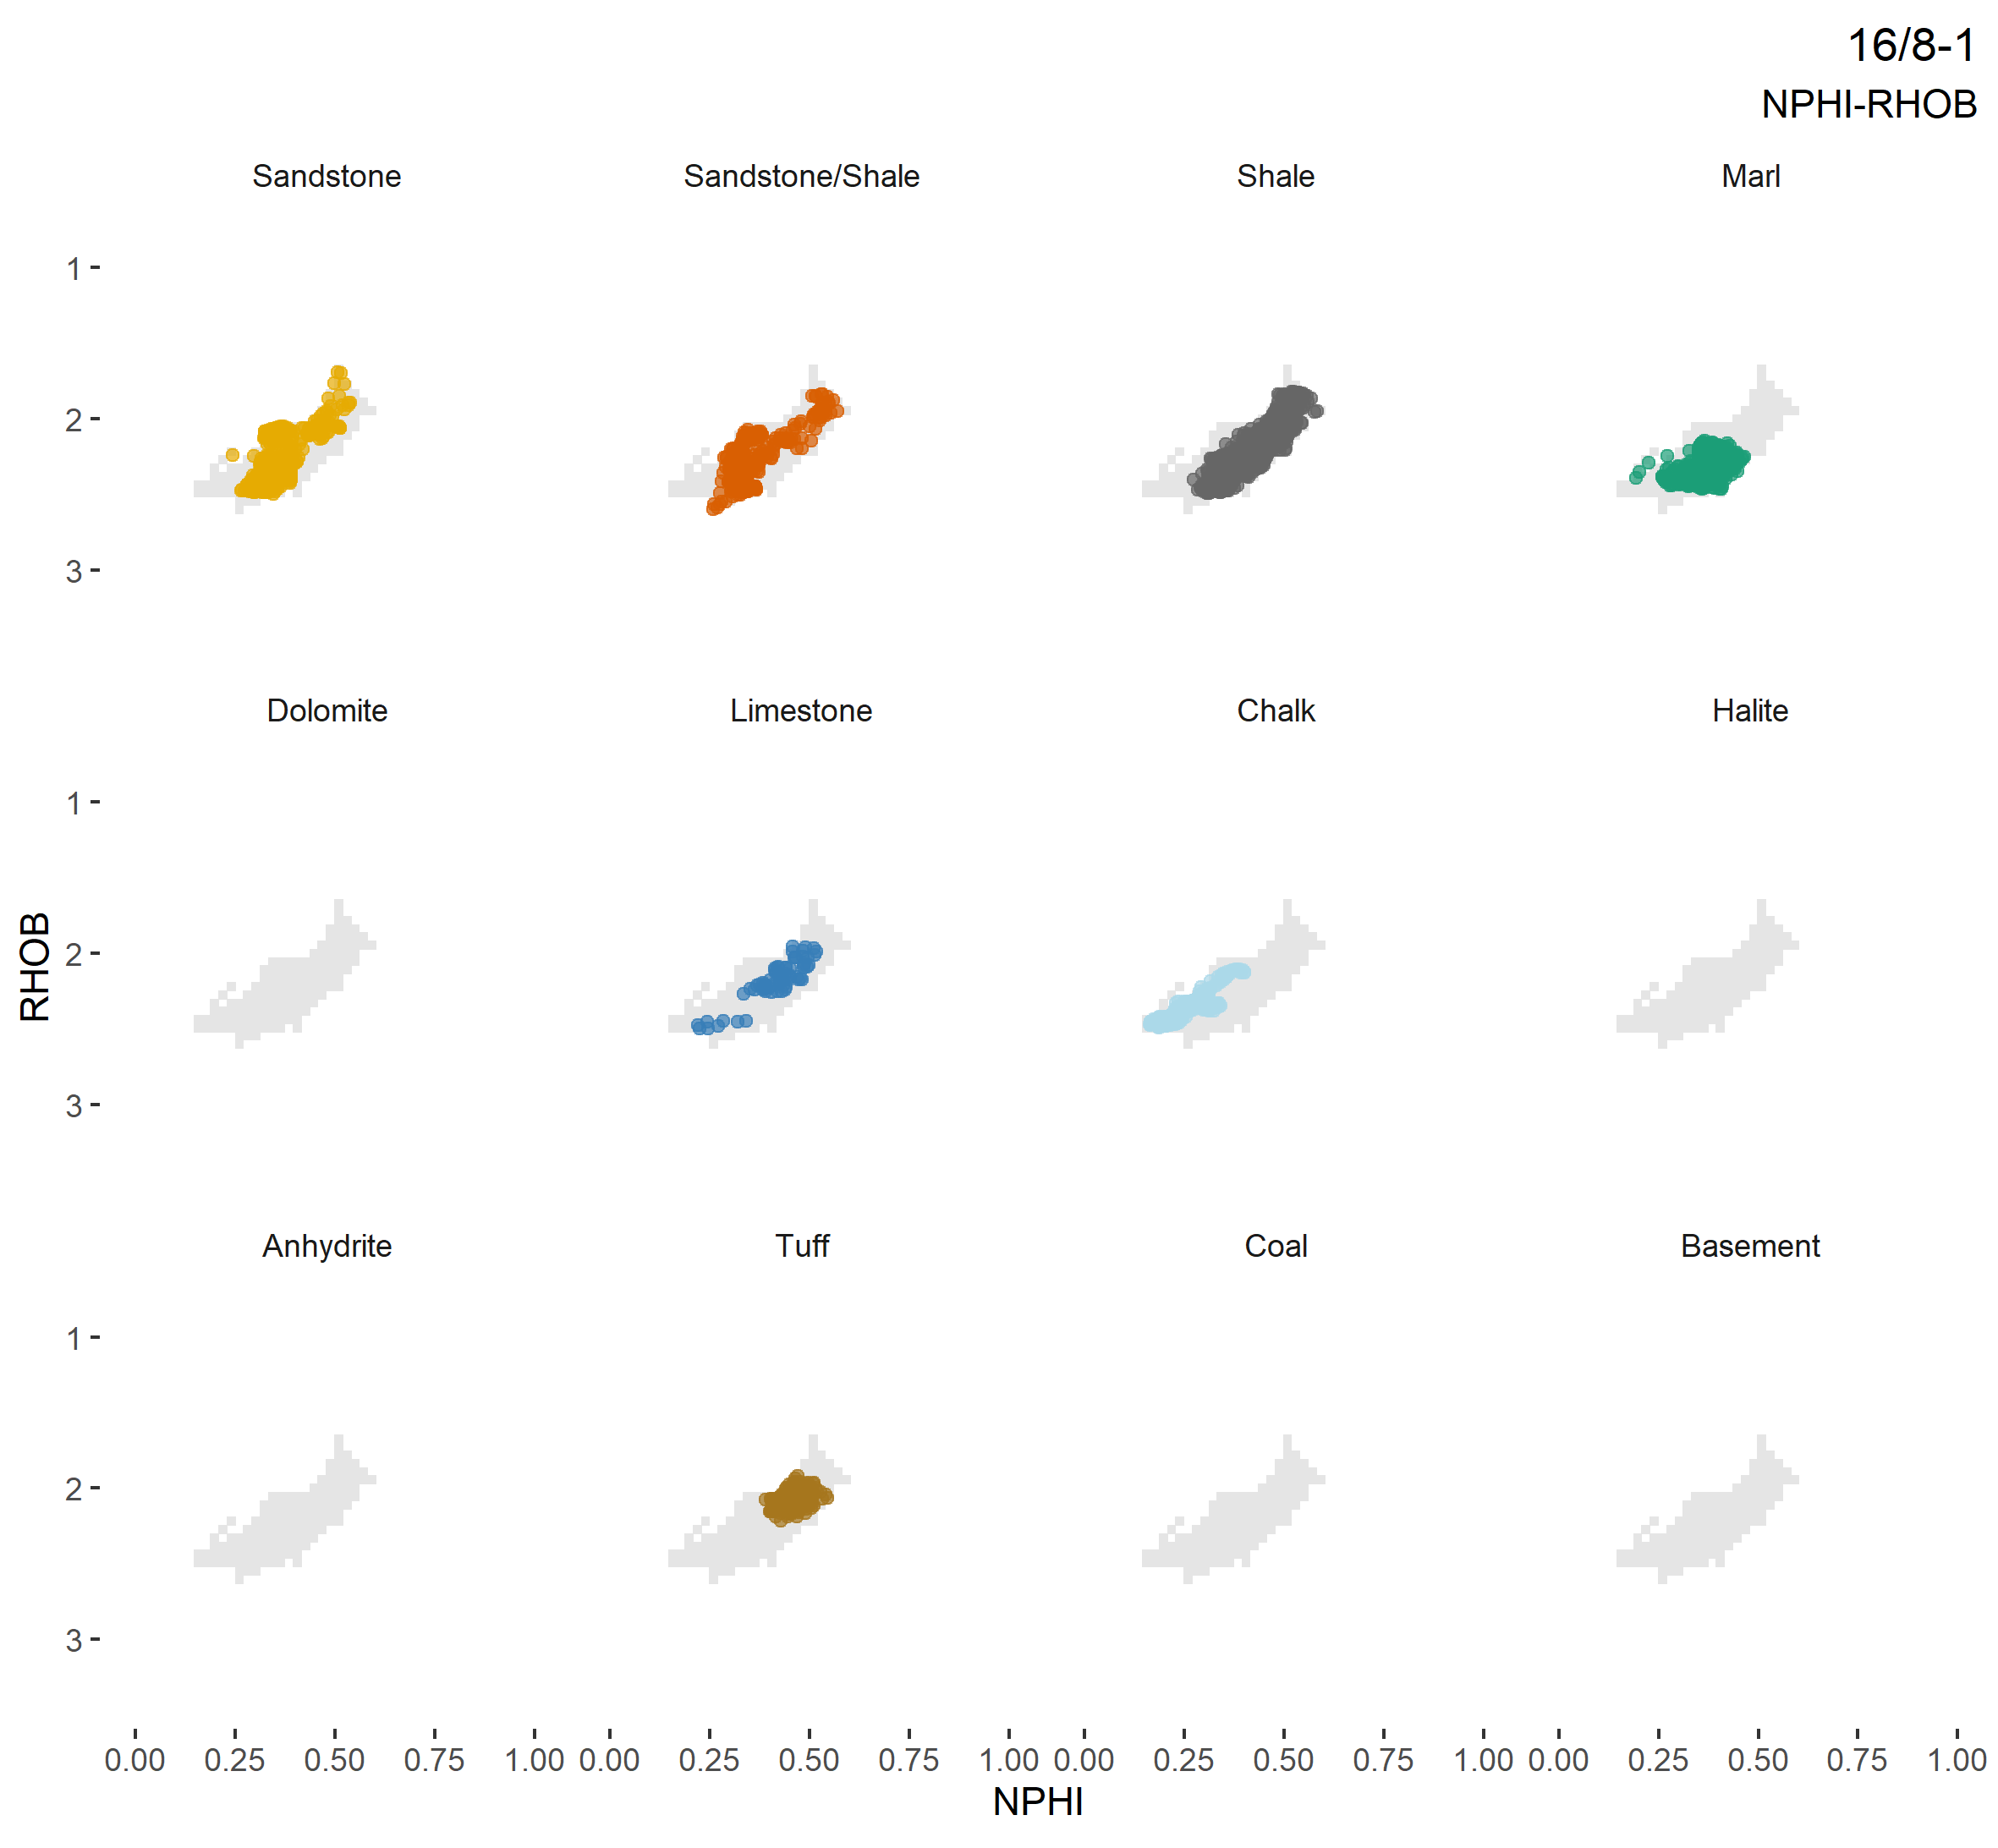 16/8-1
NPHI-RHOB
Sandstone Sandstone/Shale Shale Marl
1
2
3
Dolomite Limestone Chalk Halite
1
2
3
RHOB
Anhydrite Tuff Coal Basement
1
2
3
0.00 0.25 0.50 0.75 1.00 0.00 0.25 0.50 0.75 1.00 0.00 0.25 0.50 0.75 1.00 0.00 0.25 0.50 0.75 1.00
NPHI